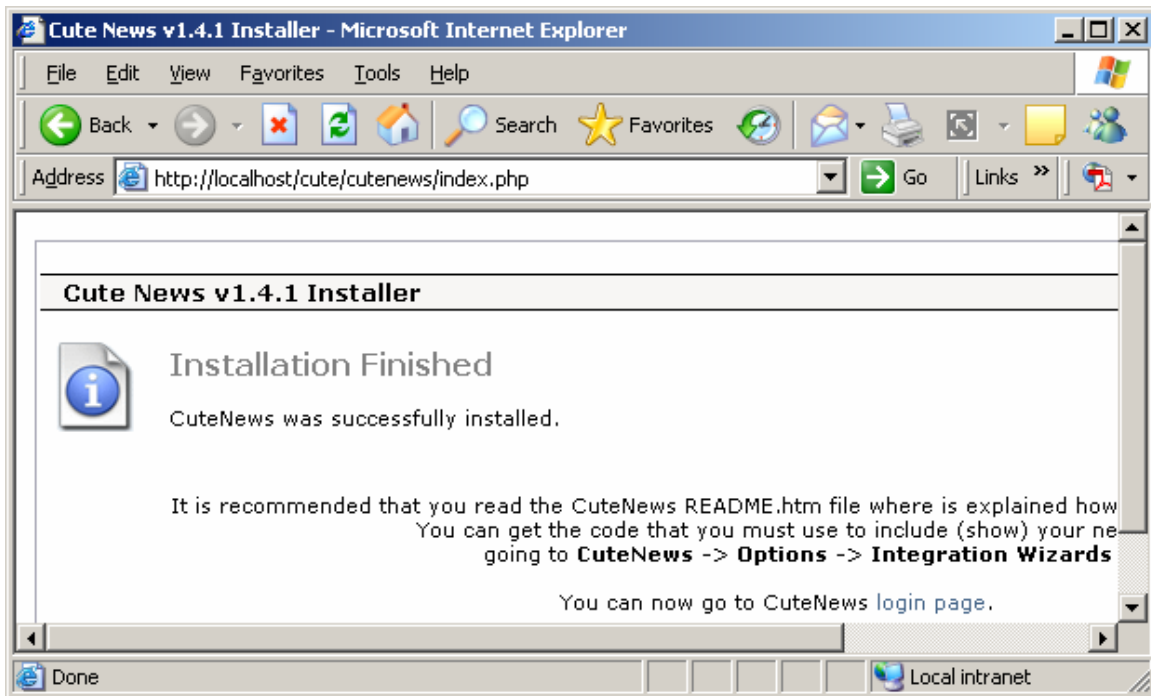 Cute News v1.4.1 Installer - Microsoft Internet Explorer
File Edit View Favorites Tools Help
Back Search Favorites
Address http://localhost/cute/cutenews/index.php Go Links »
Cute News v1.4.1 Installer
Installation Finished
CuteNews was successfully installed.
It is recommended that you read the CuteNews README.htm file where is explained how
You can get the code that you must use to include (show) your ne
going to CuteNews -> Options -> Integration Wizards
You can now go to CuteNews login page.
Done Local intranet